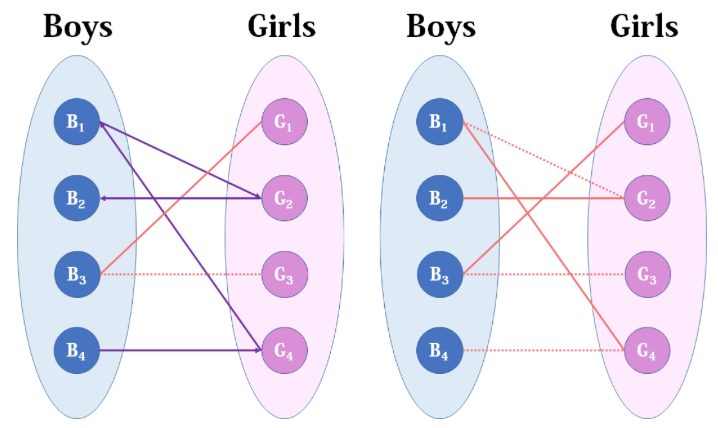 Boys Girls Boys Girls
B₁ G₁ B₁ G₁
B₂ G₂ B₂ G₂
B₃ G₃ B₃ G₃
B₄ G₄ B₄ G₄